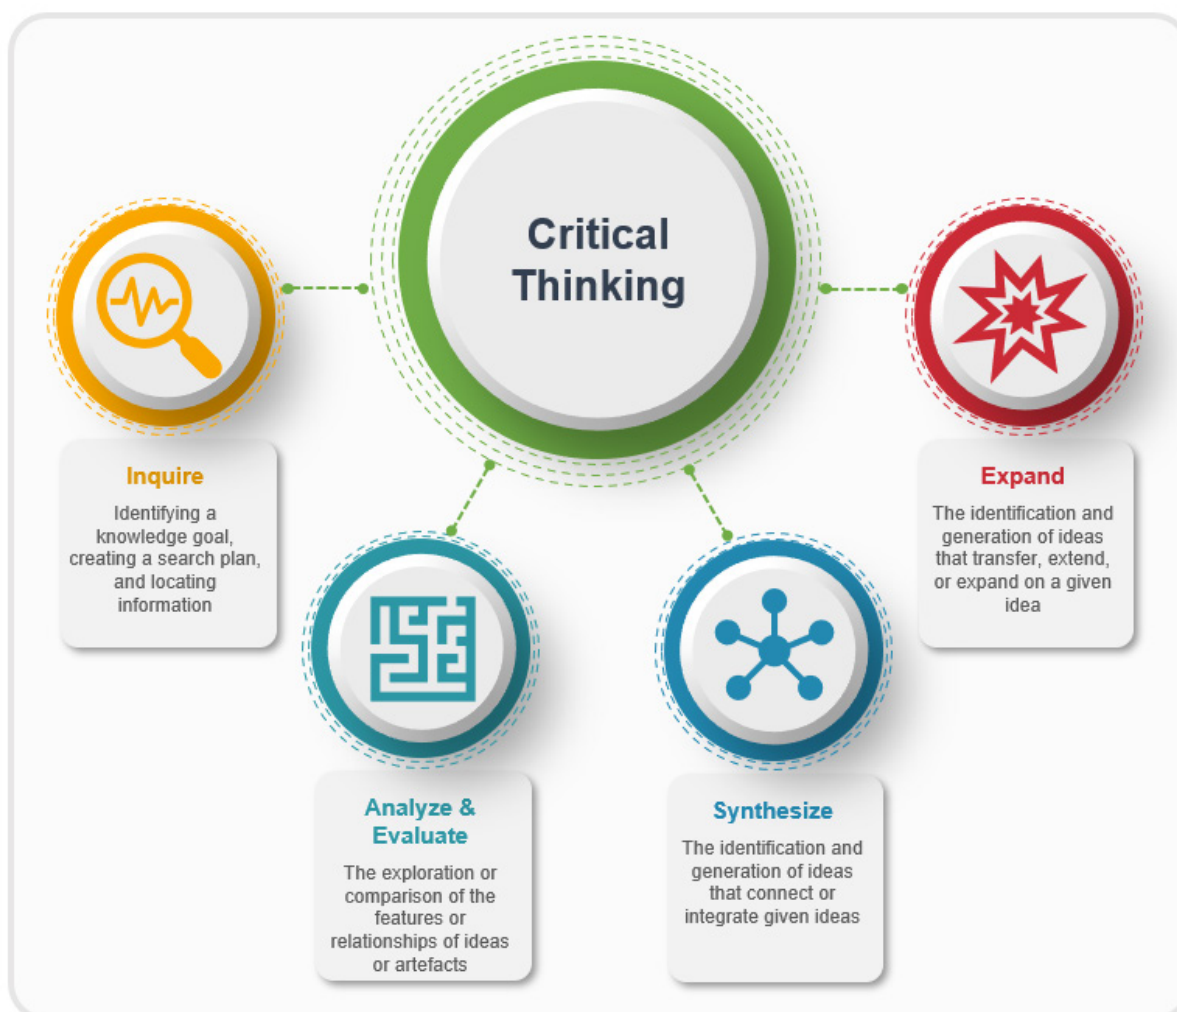 Critical
Thinking
Inquire
Identifying a
knowledge goal,
creating a search plan,
and locating
information
Analyze &
Evaluate
The exploration or
comparison of the
features or
relationships of ideas
or artefacts
Synthesize
The identification and
generation of ideas
that connect or
integrate given ideas
Expand
The identification and
generation of ideas
that transfer, extend,
or expand on a given
idea